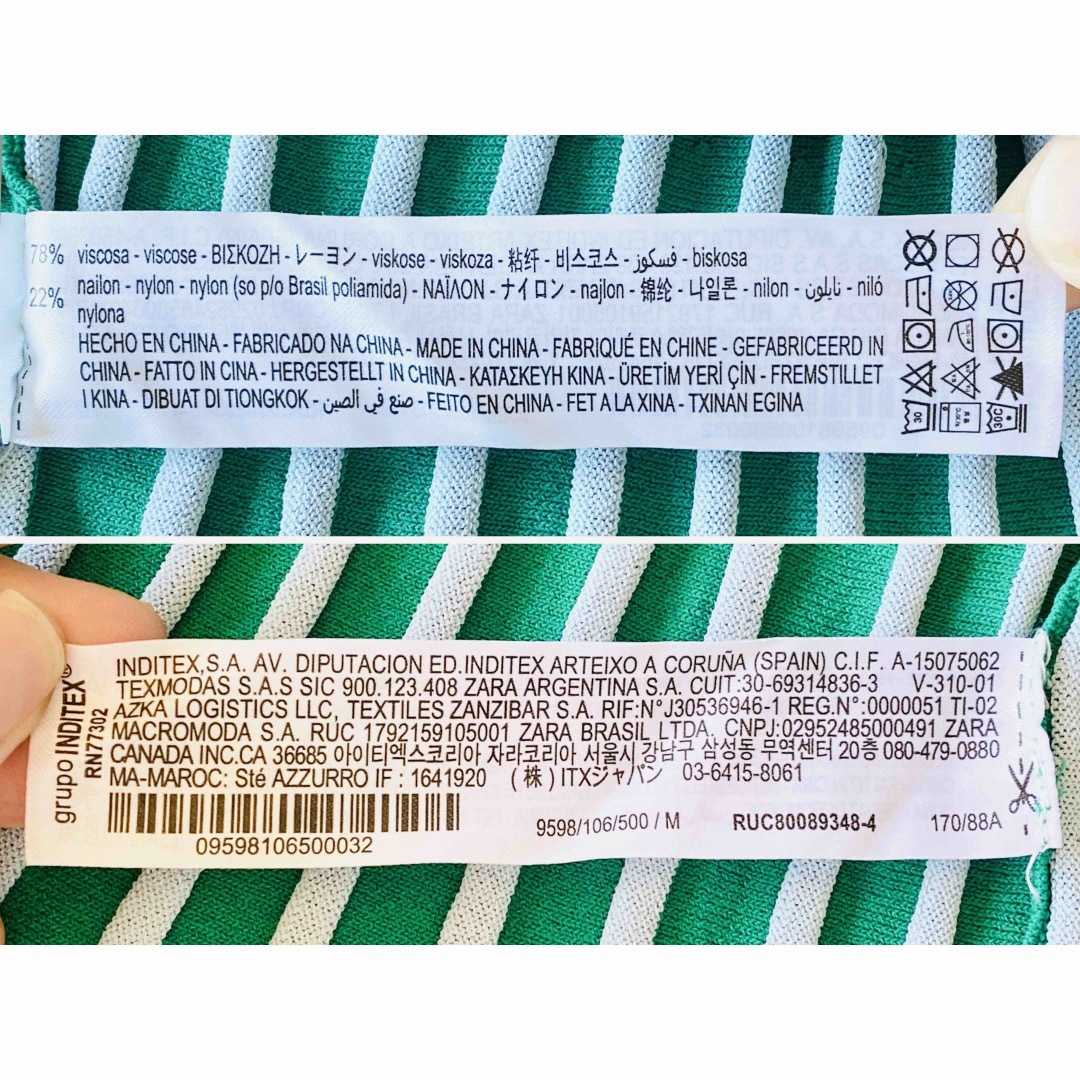 78% viscosa - viscose - ΒΙΣΚΟΖΗ - レーヨン - viskose - viskoza - 粘纤 - 비스코스 - فسكوز - biskosa
22% nailon - nylon - nylon (so p/o Brasil poliamida) - ΝΑΪΛΟΝ - ナイロン - najlon - 锦纶 - 나일론 - nilon - نايلون - niló
nylona
HECHO EN CHINA - FABRICADO NA CHINA - MADE IN CHINA - FABRIQUÉ EN CHINE - GEFABRICEERD IN
CHINA - FATTO IN CINA - HERGESTELLT IN CHINA - ΚΑΤΑΣΚΕΥΗ ΚΙΝΑ - ÜRETİM YERİ ÇİN - FREMSTILLET
I KINA - DIBUAT DI TIONGKOK - صنع في الصين - FEITO EN CHINA - FET A LA XINA - TXINAN EGINA
30
30C
grupo INDITEX®
RN77302
INDITEX,S.A. AV. DIPUTACION ED.INDITEX ARTEIXO A CORUÑA (SPAIN) C.I.F. A-15075062
TEXMODAS S.A.S SIC 900.123.408 ZARA ARGENTINA S.A. CUIT:30-69314836-3 V-310-01
AZKA LOGISTICS LLC, TEXTILES ZANZIBAR S.A. RIF:N°J30536946-1 REG.N°:0000051 TI-02
MACROMODA S.A. RUC 1792159105001 ZARA BRASIL LTDA. CNPJ:02952485000491 ZARA
CANADA INC.CA 36685 아이티엑스코리아 자라코리아 서울시 강남구 삼성동 무역센터 20층 080-479-0880
MA-MAROC: Sté AZZURRO IF : 1641920 (株) ITXジャパン 03-6415-8061
09598106500032
9598/106/500 / M
RUC80089348-4
170/88A